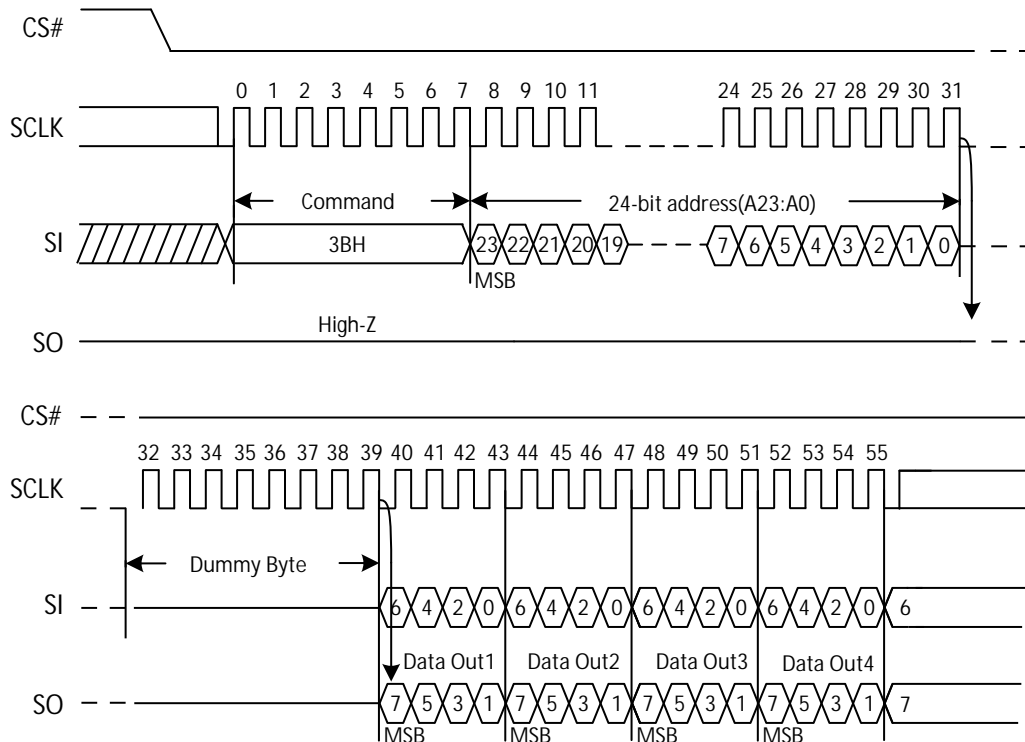 CS#
0 1 2 3 4 5 6 7 8 9 10 11 24 25 26 27 28 29 30 31
SCLK
Command 24-bit address(A23:A0)
SI 3BH 23 22 21 20 19 7 6 5 4 3 2 1 0
MSB
High-Z
SO
CS#
32 33 34 35 36 37 38 39 40 41 42 43 44 45 46 47 48 49 50 51 52 53 54 55
SCLK
Dummy Byte
SI 6 4 2 0 6 4 2 0 6 4 2 0 6 4 2 0 6
Data Out1 Data Out2 Data Out3 Data Out4
SO 7 5 3 1 7 5 3 1 7 5 3 1 7 5 3 1 7
MSB MSB MSB MSB